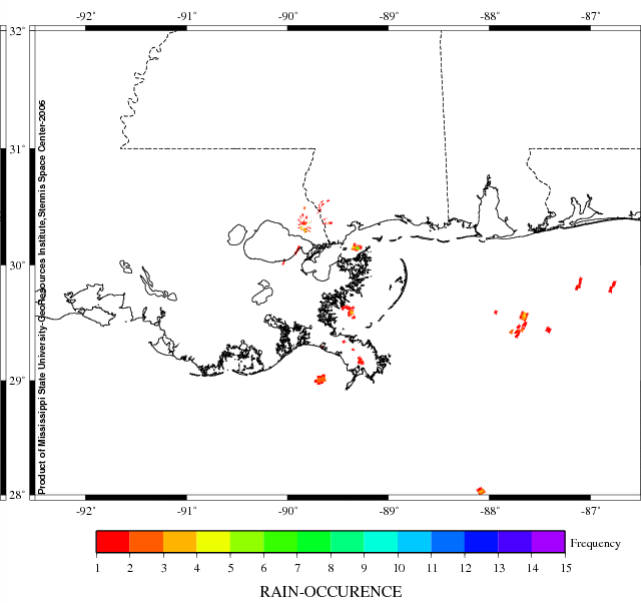 -92˚ -91˚ -90˚ -89˚ -88˚ -87˚
32˚
31˚
30˚
29˚
28˚
Product of Mississippi State University-GeoResources Institute,Stennis Space Center-2006
-92˚ -91˚ -90˚ -89˚ -88˚ -87˚
Frequency
1 2 3 4 5 6 7 8 9 10 11 12 13 14 15
RAIN-OCCURENCE